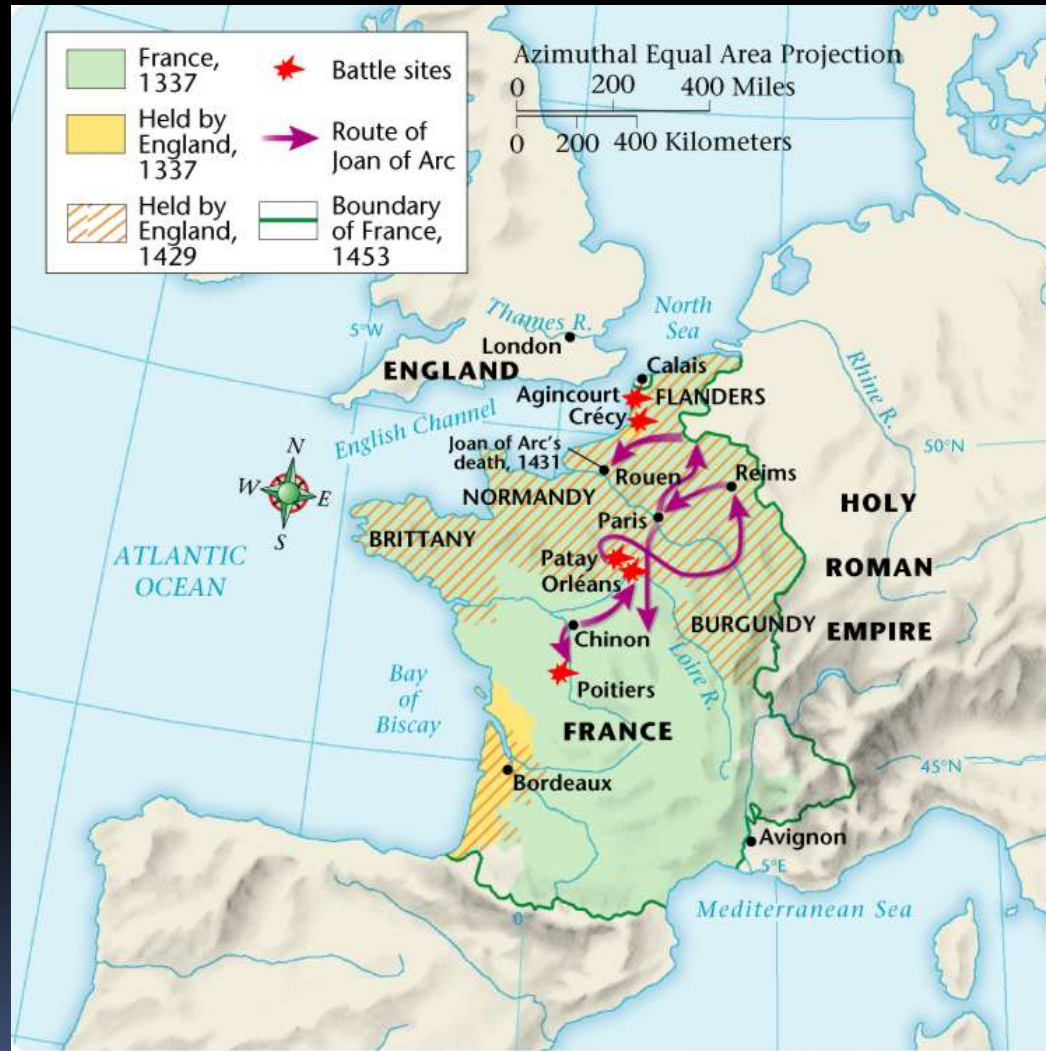 France,
1337
Held by
England,
1337
Held by
England,
1429
Battle sites
Route of
Joan of Arc
Boundary
of France,
1453
Azimuthal Equal Area Projection
0 200 400 Miles
0 200 400 Kilometers
North
Sea
Thames R.
5°W
London
ENGLAND
Calais
Agincourt
FLANDERS
Crécy
Rhine R.
English Channel
50°N
Joan of Arc's
death, 1431
Rouen
Reims
N
W E
S
NORMANDY
HOLY
Paris
BRITTANY
ATLANTIC
OCEAN
Patay
Orléans
ROMAN
BURGUNDY
EMPIRE
Chinon
Loire R.
Bay
of
Biscay
Poitiers
FRANCE
45°N
Bordeaux
Avignon
5°E
Mediterranean Sea
0°